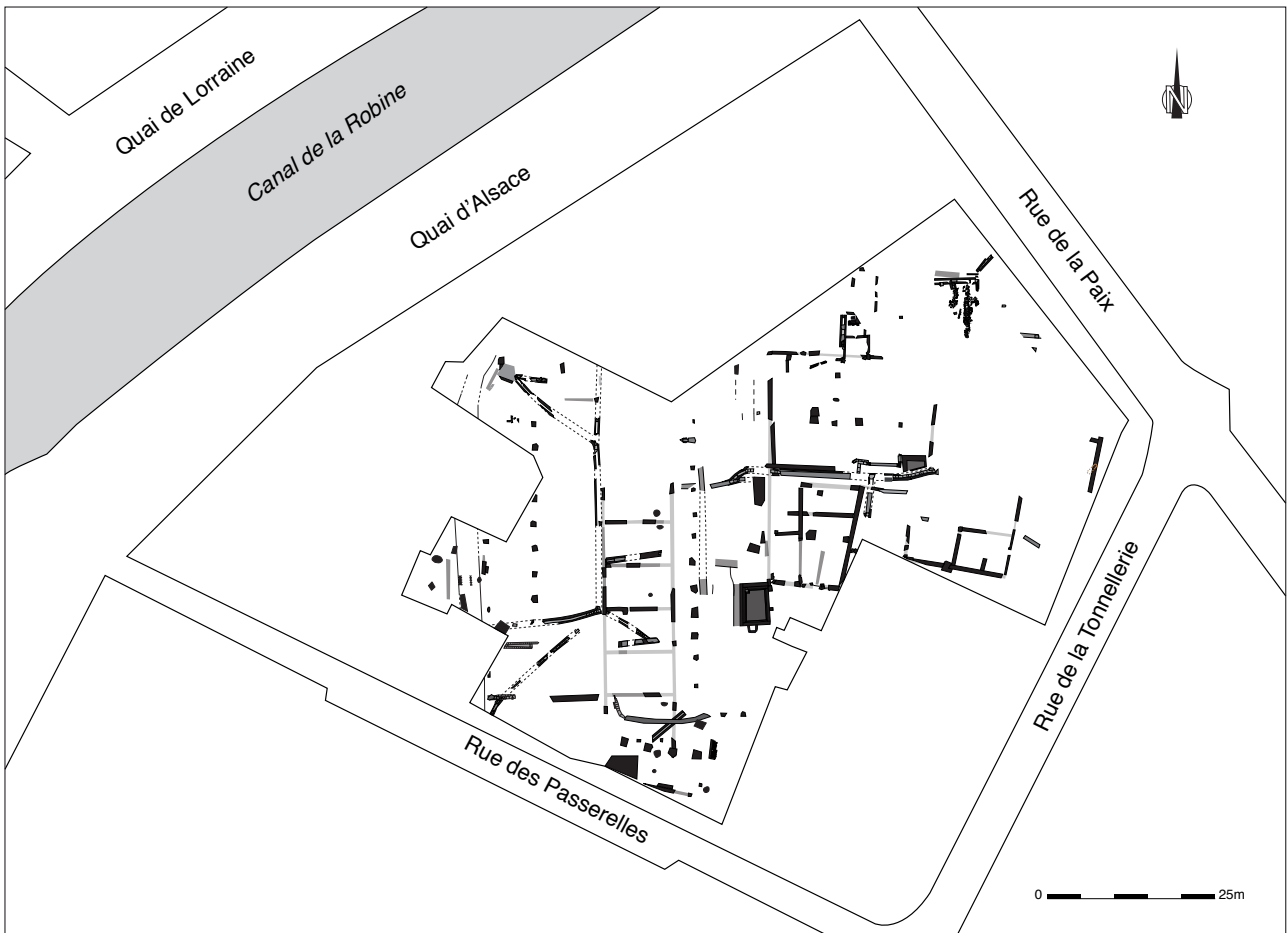 Quai de Lorraine
Canal de la Robine
Quai d'Alsace
N
Rue de la Paix
Rue de la Tonnellerie
Rue des Passerelles
0 25m